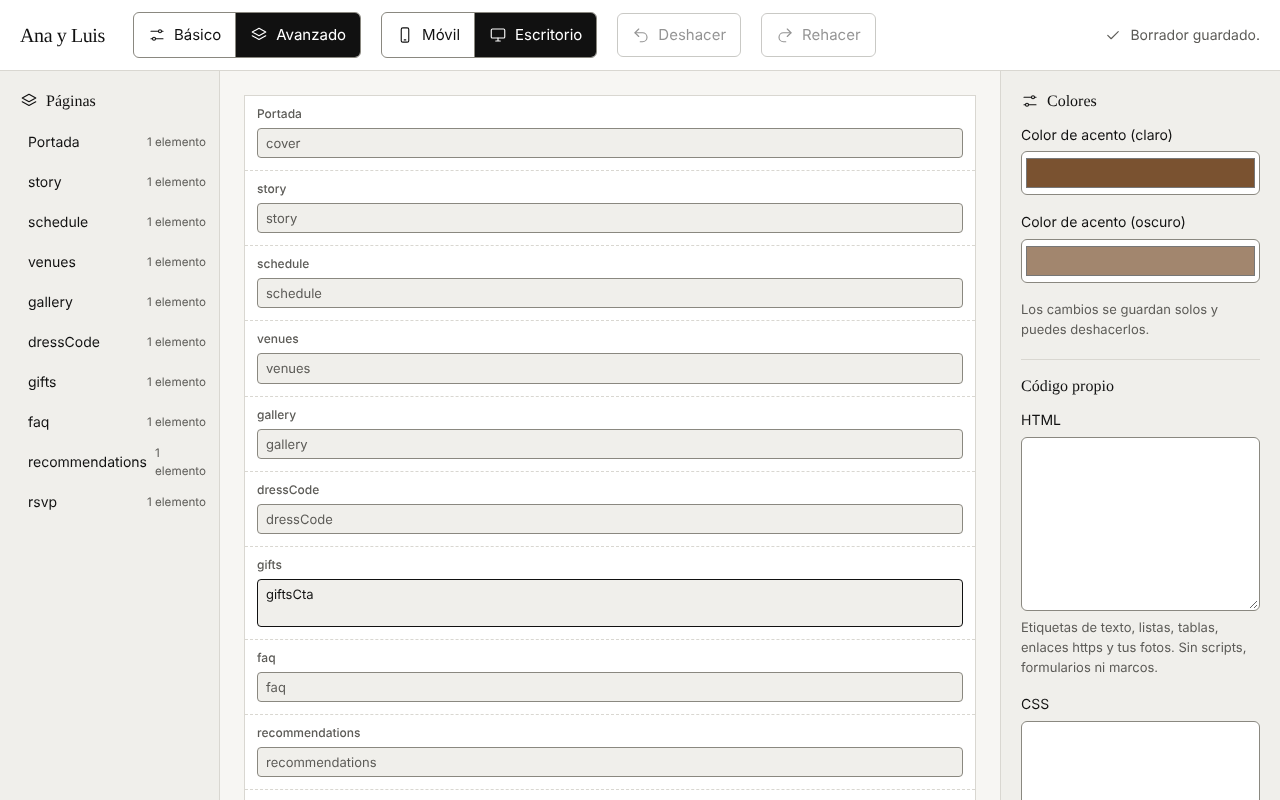 Ana y Luis
Básico
Avanzado
Móvil
Escritorio
Deshacer
Rehacer
Borrador guardado.
Páginas
Portada 1 elemento
story 1 elemento
schedule 1 elemento
venues 1 elemento
gallery 1 elemento
dressCode 1 elemento
gifts 1 elemento
faq 1 elemento
recommendations 1
elemento
rsvp 1 elemento
Portada
cover
story
story
schedule
schedule
venues
venues
gallery
gallery
dressCode
dressCode
gifts
giftsCta
faq
faq
recommendations
recommendations
Colores
Color de acento (claro)
Color de acento (oscuro)
Los cambios se guardan solos y
puedes deshacerlos.
Código propio
HTML
Etiquetas de texto, listas, tablas,
enlaces https y tus fotos. Sin scripts,
formularios ni marcos.
CSS